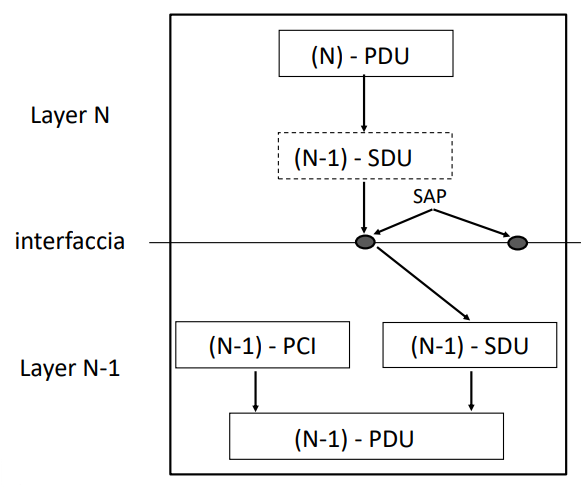 (N) - PDU
Layer N
(N-1) - SDU
SAP
interfaccia
(N-1) - PCI
(N-1) - SDU
Layer N-1
(N-1) - PDU